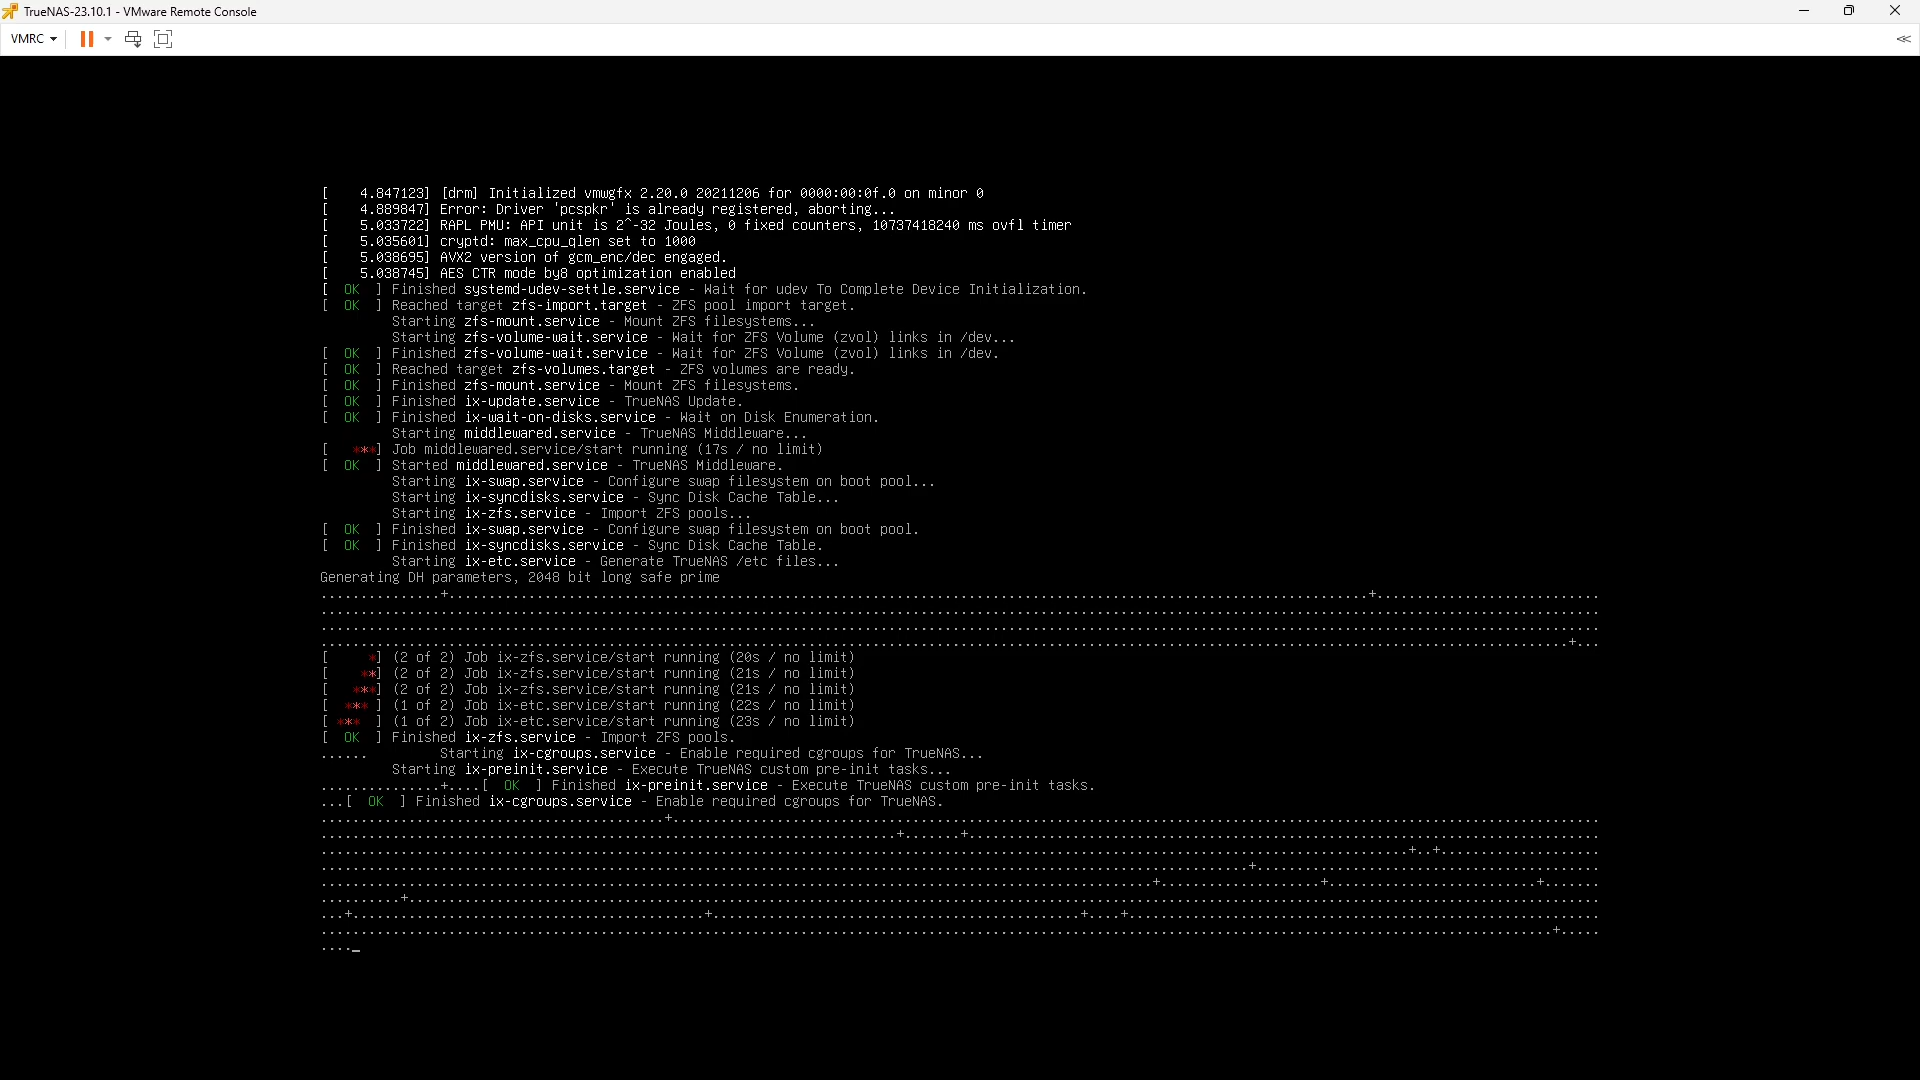 TrueNAS-23.10.1 - VMware Remote Console
VMRC
[    4.847123] [drm] Initialized vmwgfx 2.20.0 20211206 for 0000:00:0f.0 on minor 0
[    4.889847] Error: Driver 'pcspkr' is already registered, aborting...
[    5.033722] RAPL PMU: API unit is 2^-32 Joules, 0 fixed counters, 10737418240 ms ovfl timer
[    5.035601] cryptd: max_cpu_qlen set to 1000
[    5.038695] AVX2 version of gcm_enc/dec engaged.
[    5.038745] AES CTR mode by8 optimization enabled
[  OK  ] Finished systemd-udev-settle.service - Wait for udev To Complete Device Initialization.
[  OK  ] Reached target zfs-import.target - ZFS pool import target.
Starting zfs-mount.service - Mount ZFS filesystems...
Starting zfs-volume-wait.service - Wait for ZFS Volume (zvol) links in /dev...
[  OK  ] Finished zfs-volume-wait.service - Wait for ZFS Volume (zvol) links in /dev.
[  OK  ] Reached target zfs-volumes.target - ZFS volumes are ready.
[  OK  ] Finished zfs-mount.service - Mount ZFS filesystems.
[  OK  ] Finished ix-update.service - TrueNAS Update.
[  OK  ] Finished ix-wait-on-disks.service - Wait on Disk Enumeration.
Starting middlewared.service - TrueNAS Middleware...
[   ***] Job middlewared.service/start running (17s / no limit)
[  OK  ] Started middlewared.service - TrueNAS Middleware.
Starting ix-swap.service - Configure swap filesystem on boot pool...
Starting ix-syncdisks.service - Sync Disk Cache Table...
Starting ix-zfs.service - Import ZFS pools...
[  OK  ] Finished ix-swap.service - Configure swap filesystem on boot pool.
[  OK  ] Finished ix-syncdisks.service - Sync Disk Cache Table.
Starting ix-etc.service - Generate TrueNAS /etc files...
Generating DH parameters, 2048 bit long safe prime
[     *] (2 of 2) Job ix-zfs.service/start running (20s / no limit)
[    **] (2 of 2) Job ix-zfs.service/start running (21s / no limit)
[   ***] (2 of 2) Job ix-zfs.service/start running (21s / no limit)
[  *** ] (1 of 2) Job ix-etc.service/start running (22s / no limit)
[ ***  ] (1 of 2) Job ix-etc.service/start running (23s / no limit)
[  OK  ] Finished ix-zfs.service - Import ZFS pools.
......         Starting ix-cgroups.service - Enable required cgroups for TrueNAS...
Starting ix-preinit.service - Execute TrueNAS custom pre-init tasks...
...............+....[  OK  ] Finished ix-preinit.service - Execute TrueNAS custom pre-init tasks.
...[  OK  ] Finished ix-cgroups.service - Enable required cgroups for TrueNAS.
...._